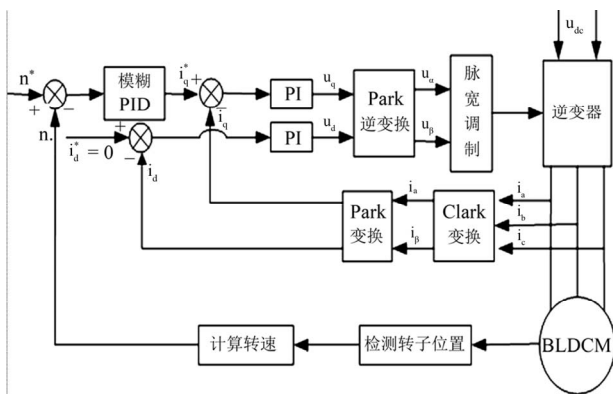 u_dc
n*
+
−
模糊
PID
i_q^*
+
−
i_q
PI
u_q
Park
逆变换
u_α
u_β
脉
宽
调
制
逆变器
n.
i_d^* = 0
+
−
i_d
PI
u_d
Park
变换
i_a
i_β
Clark
变换
i_a
i_b
i_c
计算转速
检测转子位置
BLDCM